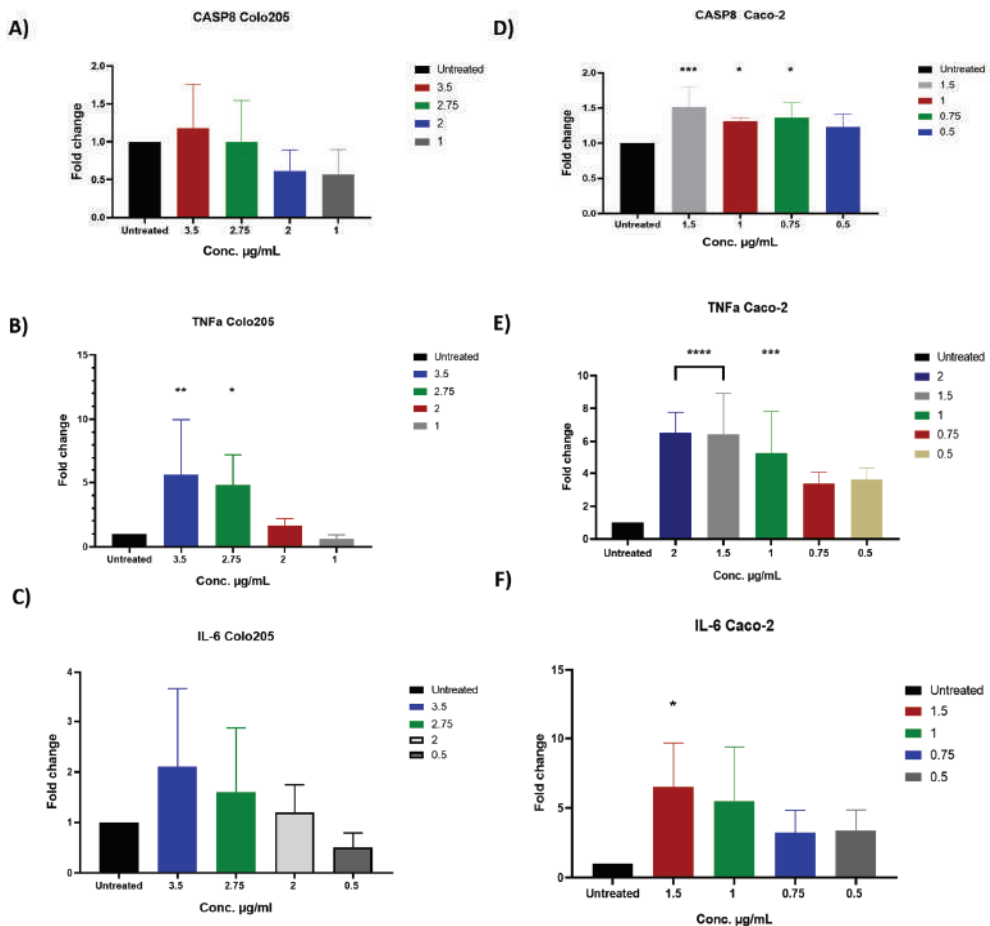 A)
CASP8 Colo205
Fold change
2.0
1.5
1.0
0.5
0.0
Untreated 3.5 2.75 2 1
Conc. µg/mL
Untreated
3.5
2.75
2
1
D)
CASP8 Caco-2
Fold change
2.0
1.5
1.0
0.5
0.0
*** * *
Untreated 1.5 1 0.75 0.5
Conc. µg/mL
Untreated
1.5
1
0.75
0.5
B)
TNFa Colo205
Fold change
15
10
5
0
** *
Untreated 3.5 2.75 2 1
Conc. µg/mL
Untreated
3.5
2.75
2
1
E)
TNFa Caco-2
Fold change
10
8
6
4
2
0
**** ***
Untreated 2 1.5 1 0.75 0.5
Conc. µg/mL
Untreated
2
1.5
1
0.75
0.5
C)
IL-6 Colo205
Fold change
4
3
2
1
0
Untreated 3.5 2.75 2 0.5
Conc. µg/ml
Untreated
3.5
2.75
2
0.5
F)
IL-6 Caco-2
Fold change
15
10
5
0
*
Untreated 1.5 1 0.75 0.5
Conc. µg/mL
Untreated
1.5
1
0.75
0.5